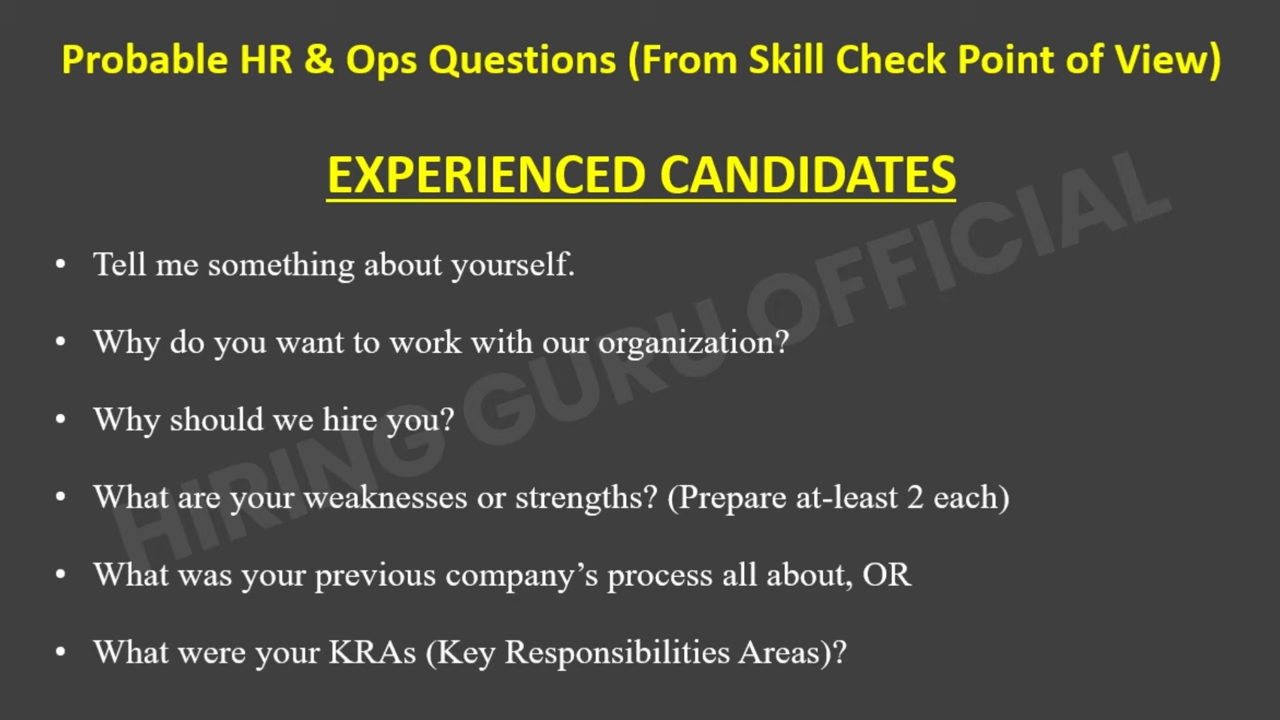 Probable HR & Ops Questions (From Skill Check Point of View)
EXPERIENCED CANDIDATES
• Tell me something about yourself.
• Why do you want to work with our organization?
• Why should we hire you?
• What are your weaknesses or strengths? (Prepare at-least 2 each)
• What was your previous company’s process all about, OR
• What were your KRAs (Key Responsibilities Areas)?
HIRING GURU OFFICIAL